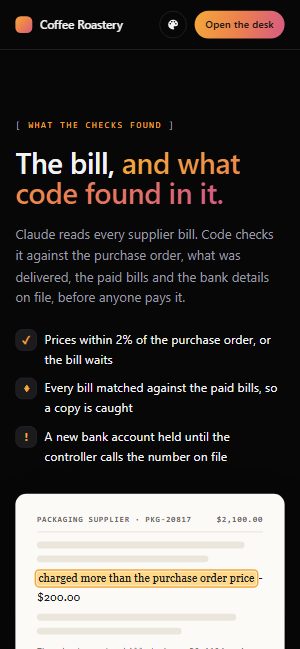 Coffee Roastery
Open the desk
[ WHAT THE CHECKS FOUND ]
The bill, and what
code found in it.
Claude reads every supplier bill. Code checks
it against the purchase order, what was
delivered, the paid bills and the bank details
on file, before anyone pays it.
✓ Prices within 2% of the purchase order, or
the bill waits
♦ Every bill matched against the paid bills, so
a copy is caught
! A new bank account held until the
controller calls the number on file
PACKAGING SUPPLIER · PKG-20817 $2,100.00
charged more than the purchase order price -
$200.00